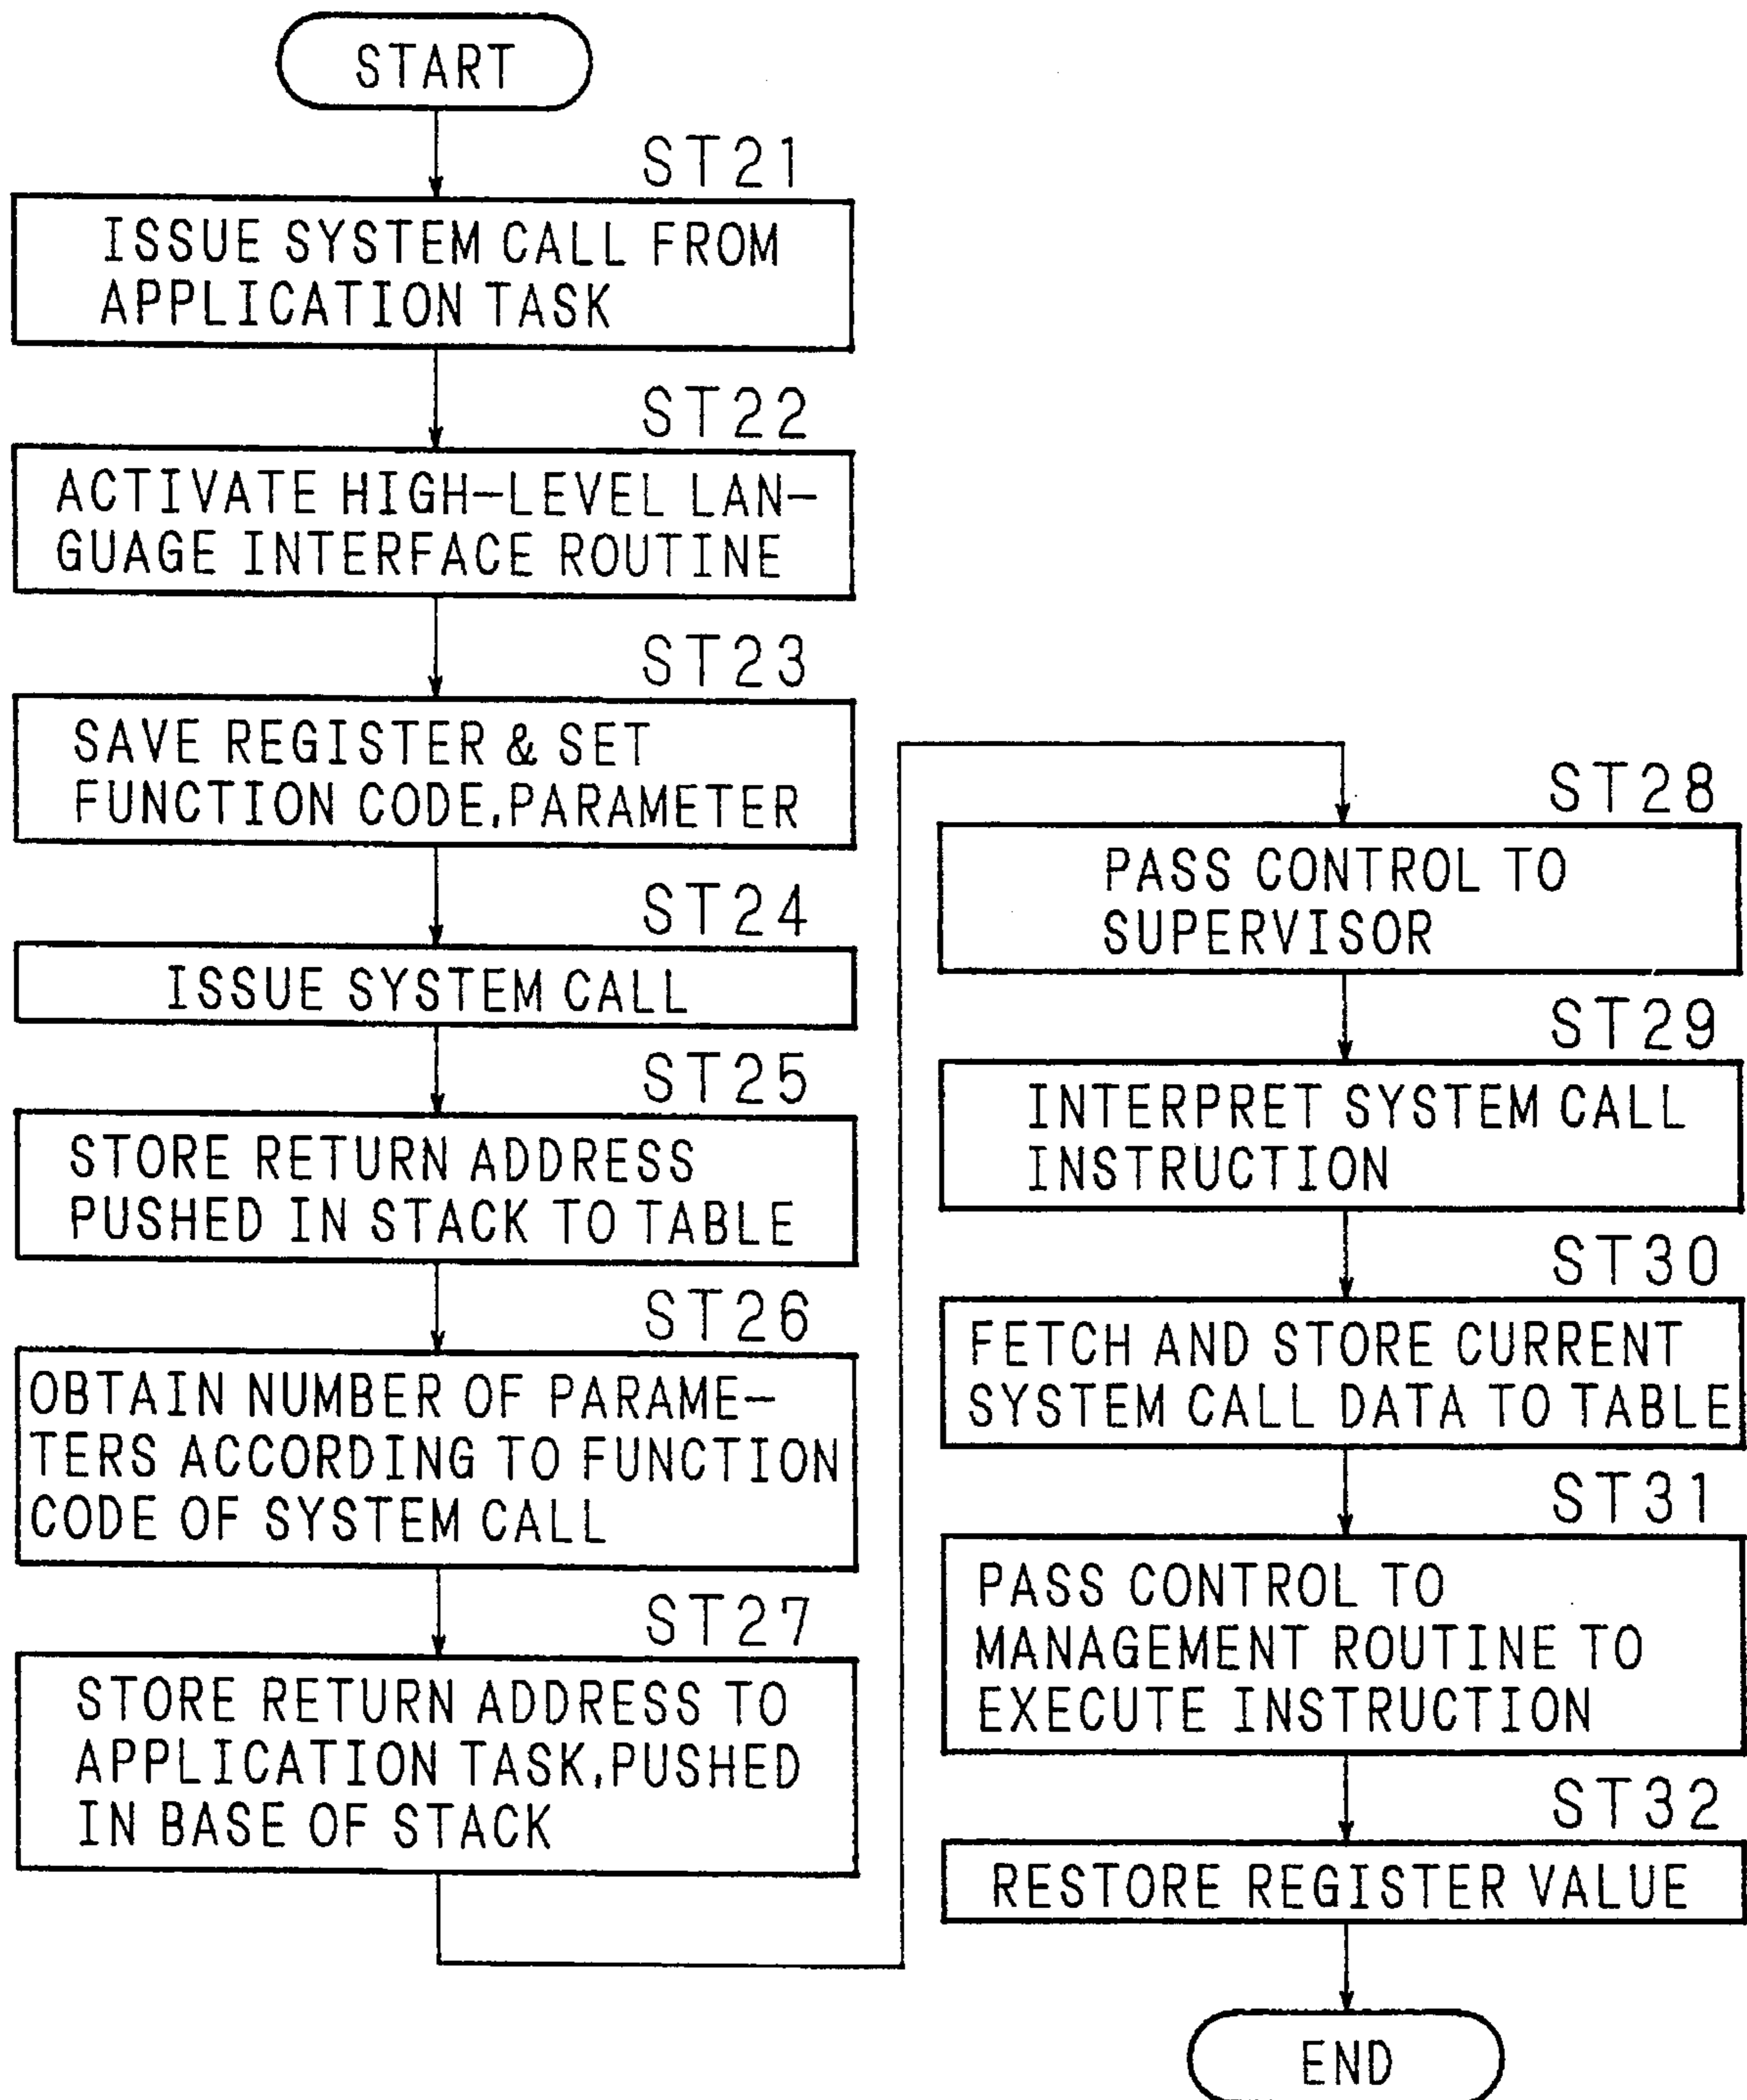 START
ST21
ISSUE SYSTEM CALL FROM
APPLICATION TASK
ST22
ACTIVATE HIGH-LEVEL LAN-
GUAGE INTERFACE ROUTINE
ST23
SAVE REGISTER & SET
FUNCTION CODE,PARAMETER
ST24
ISSUE SYSTEM CALL
ST25
STORE RETURN ADDRESS
PUSHED IN STACK TO TABLE
ST26
OBTAIN NUMBER OF PARAME-
TERS ACCORDING TO FUNCTION
CODE OF SYSTEM CALL
ST27
STORE RETURN ADDRESS TO
APPLICATION TASK,PUSHED
IN BASE OF STACK
ST28
PASS CONTROL TO
SUPERVISOR
ST29
INTERPRET SYSTEM CALL
INSTRUCTION
ST30
FETCH AND STORE CURRENT
SYSTEM CALL DATA TO TABLE
ST31
PASS CONTROL TO
MANAGEMENT ROUTINE TO
EXECUTE INSTRUCTION
ST32
RESTORE REGISTER VALUE
END